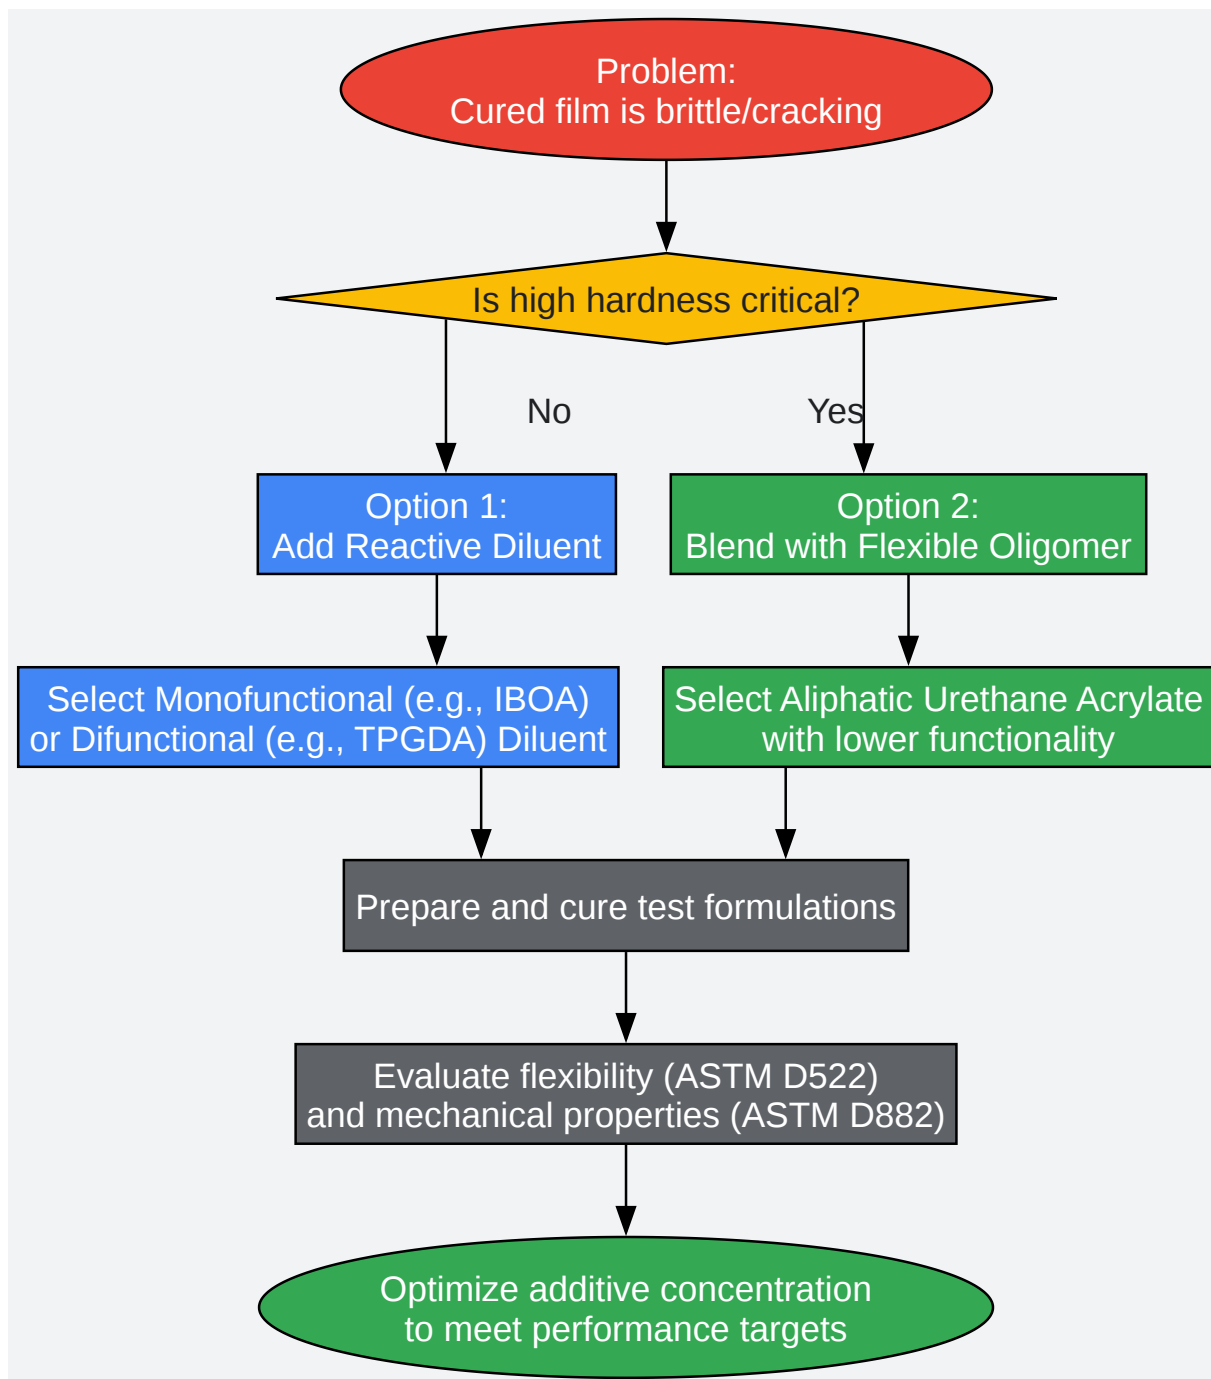 Problem:
Cured film is brittle/cracking
Is high hardness critical?
No
Yes
Option 1:
Add Reactive Diluent
Option 2:
Blend with Flexible Oligomer
Select Monofunctional (e.g., IBOA)
or Difunctional (e.g., TPGDA) Diluent
Select Aliphatic Urethane Acrylate
with lower functionality
Prepare and cure test formulations
Evaluate flexibility (ASTM D522)
and mechanical properties (ASTM D882)
Optimize additive concentration
to meet performance targets